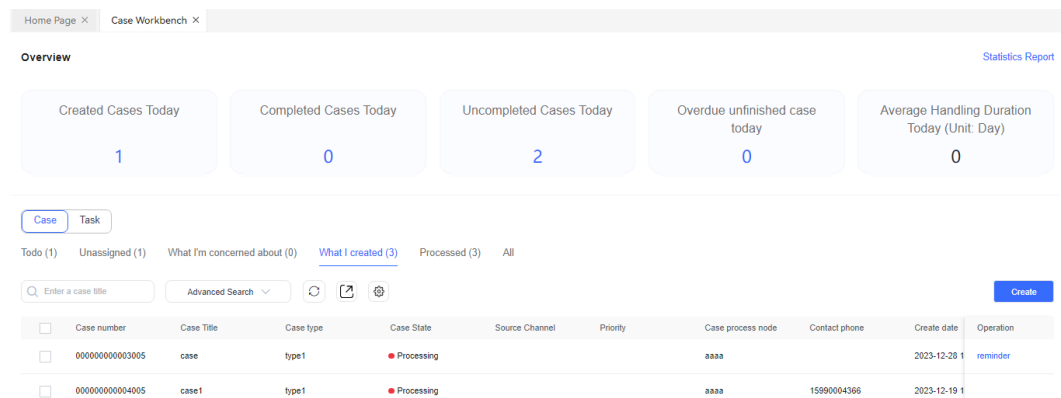 Home Page × Case Workbench ×
Overview Statistics Report
Created Cases Today Completed Cases Today Uncompleted Cases Today Overdue unfinished case today Average Handling Duration Today (Unit: Day)
1 0 2 0 0
Case Task
Todo (1) Unassigned (1) What I'm concerned about (0) What I created (3) Processed (3) All
Enter a case title Advanced Search Create
Case number Case Title Case type Case State Source Channel Priority Case process node Contact phone Create date Operation
000000000003005 case type1 Processing aaaa 2023-12-28 1 reminder
000000000004005 case1 type1 Processing aaaa 15990004366 2023-12-19 1